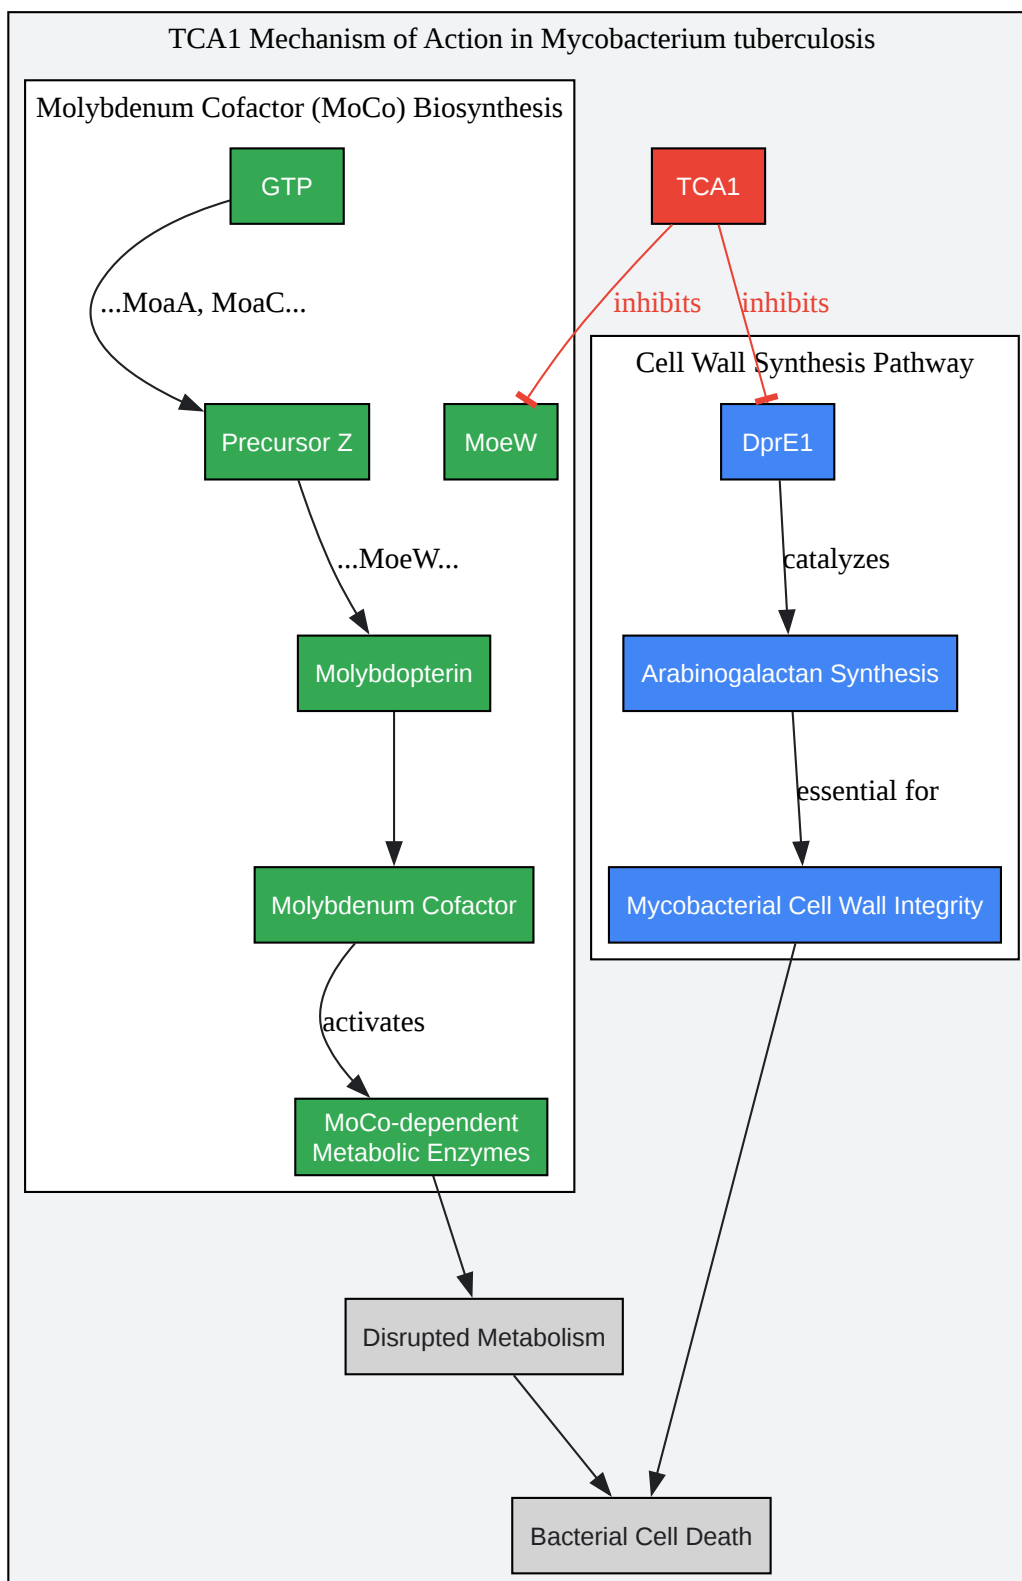 TCA1 Mechanism of Action in Mycobacterium tuberculosis
Molybdenum Cofactor (MoCo) Biosynthesis
GTP
TCA1
...MoaA, MoaC...
inhibits
inhibits
Cell Wall Synthesis Pathway
Precursor Z
MoeW
DprE1
...MoeW...
catalyzes
Molybdopterin
Arabinogalactan Synthesis
essential for
Molybdenum Cofactor
Mycobacterial Cell Wall Integrity
activates
MoCo-dependent
Metabolic Enzymes
Disrupted Metabolism
Bacterial Cell Death